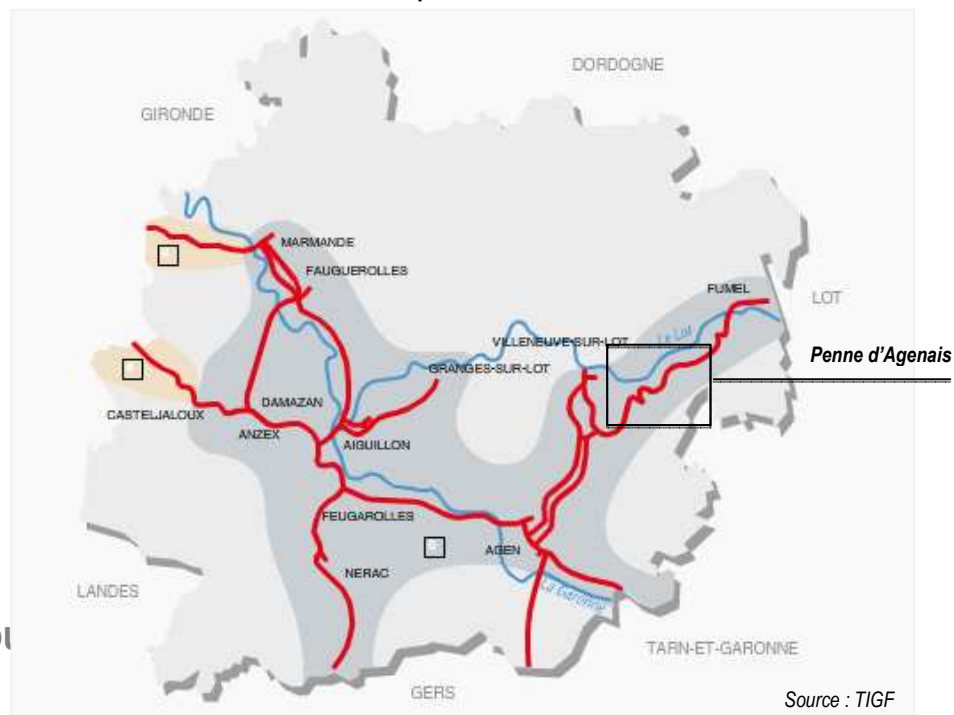 DORDOGNE
GIRONDE
MARMANDE
FAUGUEROLLES
FUMEL
LOT
Le Lot
VILLENEUVE-SUR-LOT
Penne d'Agenais
GRANGES-SUR-LOT
DAMAZAN
CASTELJALOUX
ANZEX
AIGUILLON
FEUGAROLLES
AGEN
NERAC
LANDES
La Garonne
TARN-ET-GARONNE
GERS
Source : TIGF